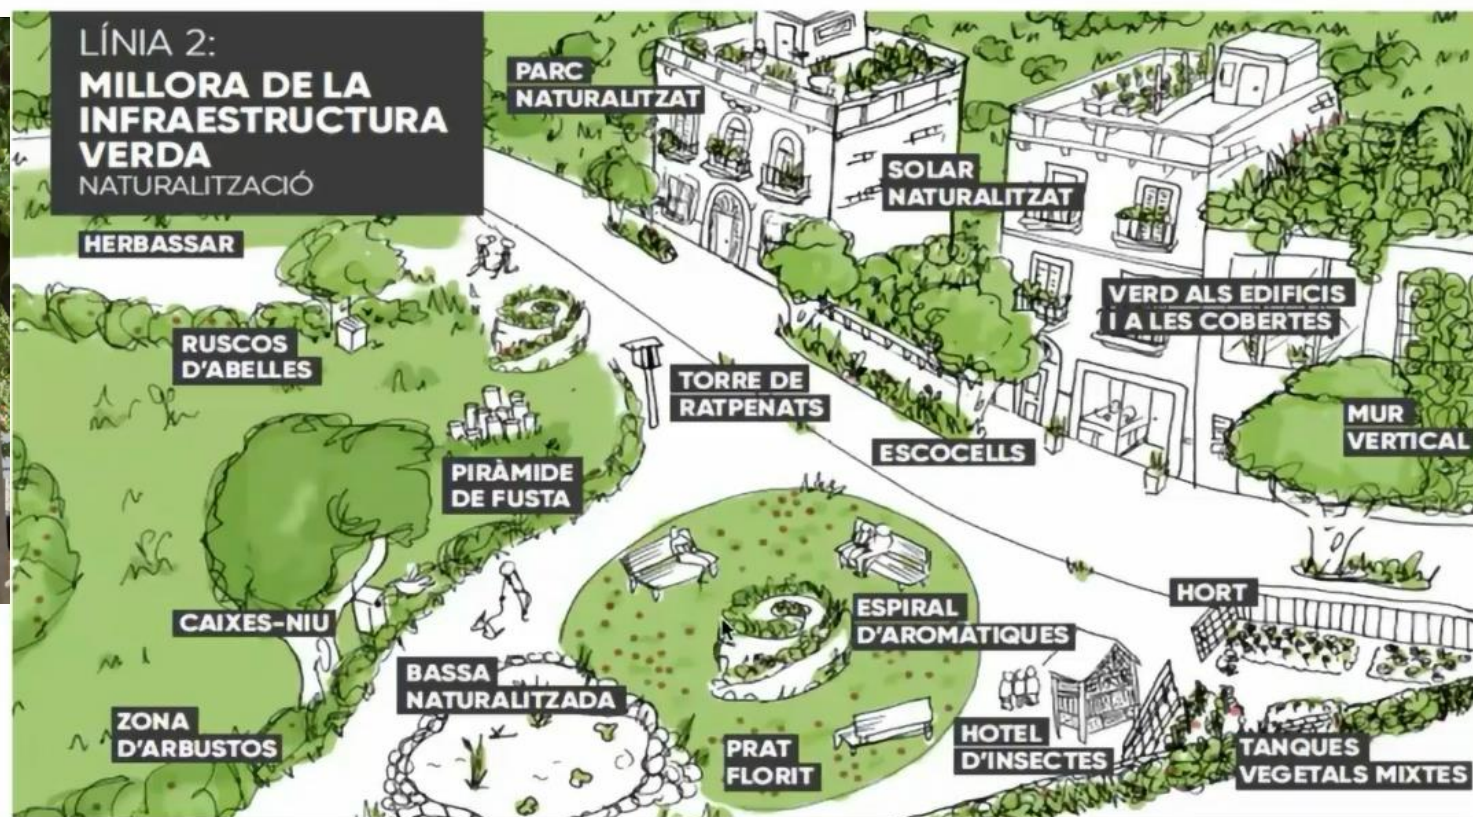 LÍNIA 2:
MILLORA DE LA
INFRAESTRUCTURA
VERDA
NATURALITZACIÓ
PARC
NATURALITZAT
SOLAR
NATURALITZAT
HERBASSAR
VERD ALS EDIFICIS
I A LES COBERTES
RUSCOS
D'ABELLES
TORRE DE
RATPENATS
MUR
VERTICAL
ESCOCELLS
PIRÀMIDE
DE FUSTA
HORT
CAIXES-NIU
ESPIRAL
D'AROMÀTIQUES
BASSA
NATURALITZADA
ZONA
D'ARBUSTOS
PRAT
FLORIT
HOTEL
D'INSECTES
TANQUES
VEGETALS MIXTES